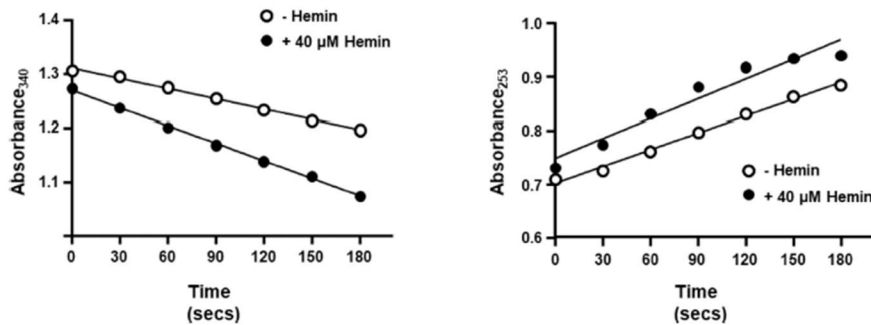 1.4
1.3
1.2
1.1
Absorbance340
- Hemin
+ 40 µM Hemin
0 30 60 90 120 150 180
Time
(secs)
1.0
0.9
0.8
0.7
0.6
Absorbance253
- Hemin
+ 40 µM Hemin
0 30 60 90 120 150 180
Time
(secs)